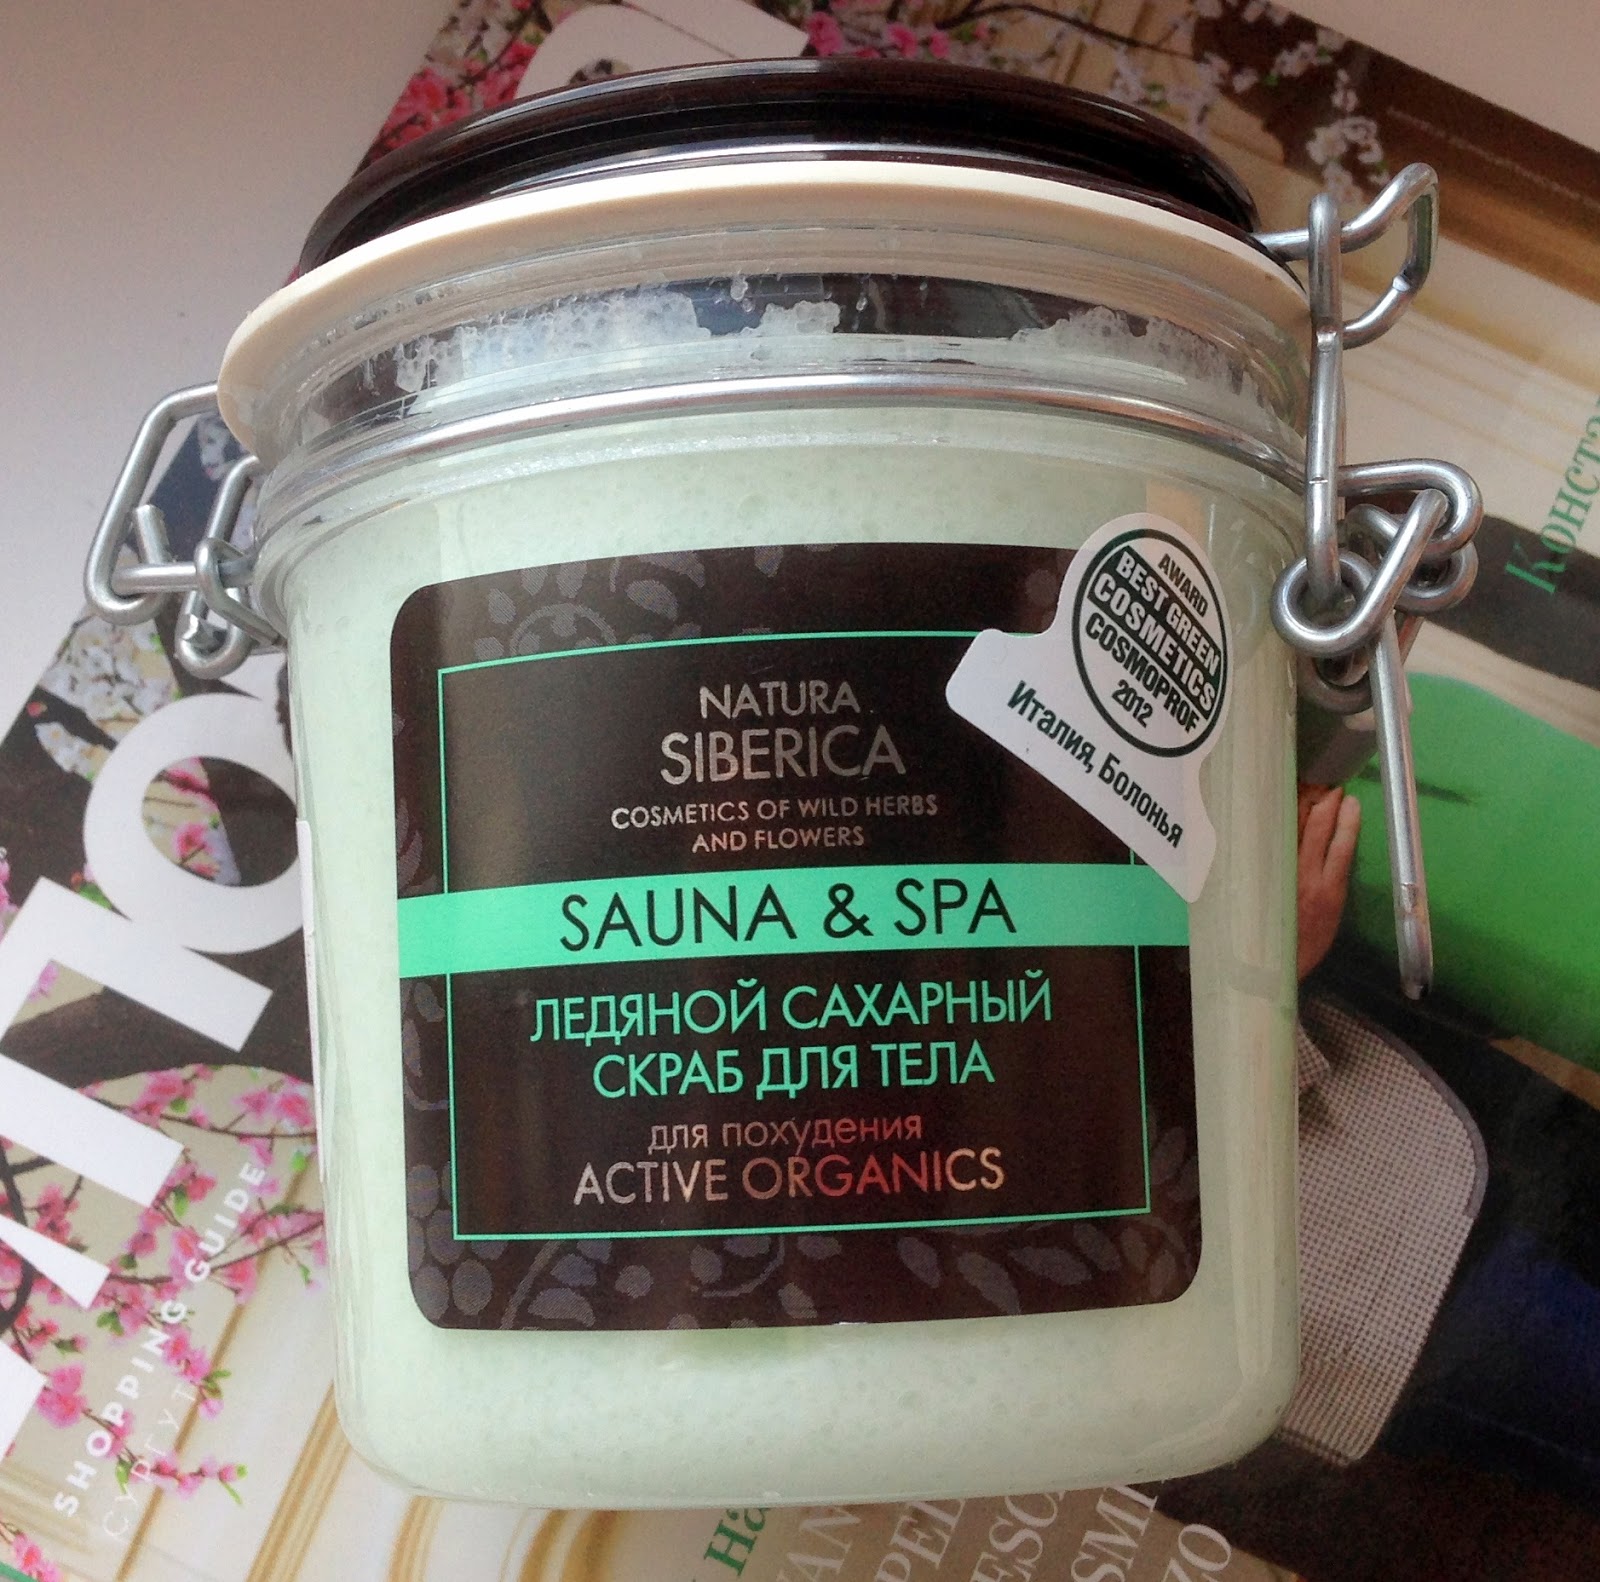 NATURA
SIBERICA
COSMETICS OF WILD HERBS
AND FLOWERS
SAUNA & SPA
ЛЕДЯНОЙ САХАРНЫЙ
СКРАБ ДЛЯ ТЕЛА
для похудения
ACTIVE ORGANICS
AWARD
BEST GREEN
COSMETICS
COSMOPROF
2012
Италия, Болонья
SHOPPING GUIDE
СУРГУТ